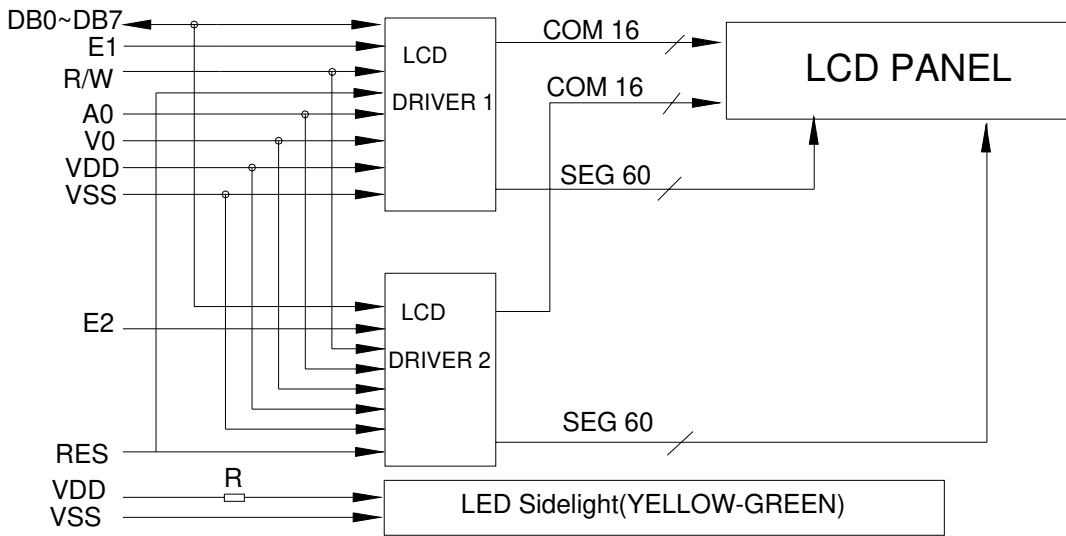 DB0~DB7
E1
R/W
A0
V0
VDD
VSS
LCD
DRIVER 1
COM 16
COM 16
SEG 60
LCD PANEL
E2
RES
LCD
DRIVER 2
SEG 60
VDD
VSS
R
LED Sidelight(YELLOW-GREEN)